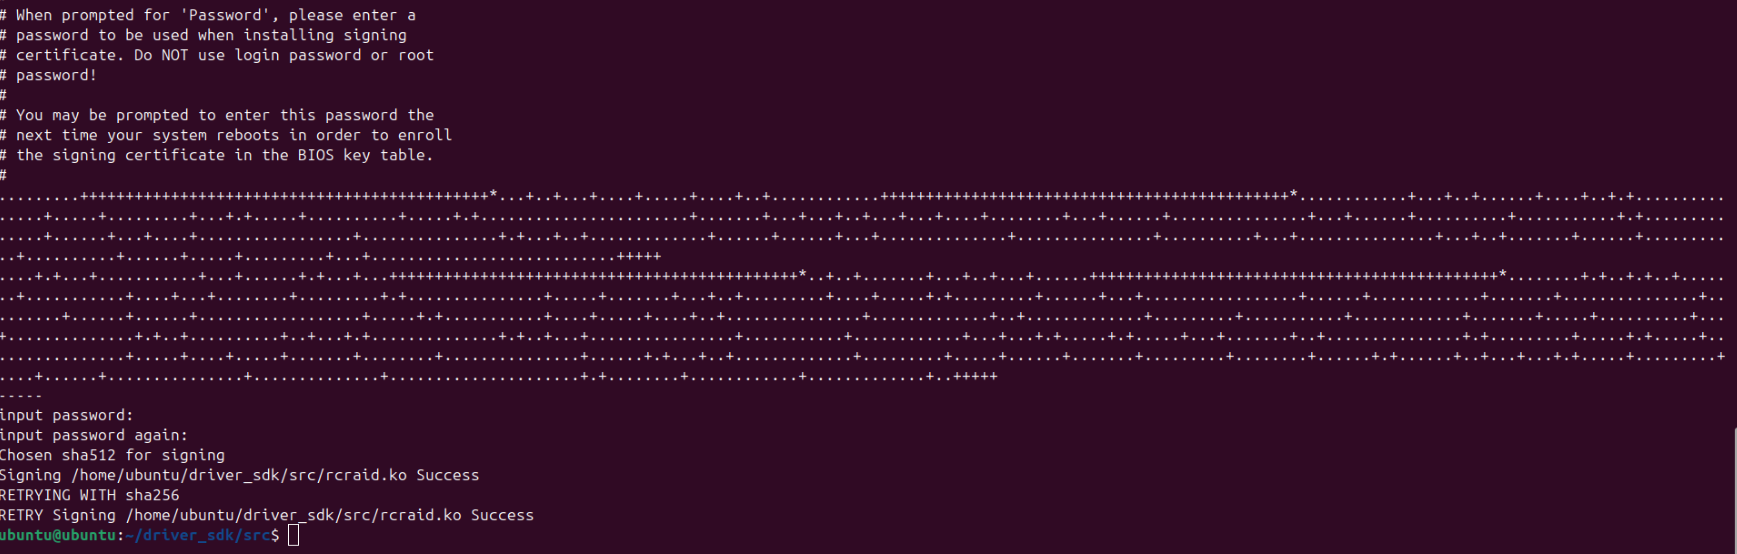 # When prompted for 'Password', please enter a
# password to be used when installing signing
# certificate. Do NOT use login password or root
# password!
#
# You may be prompted to enter this password the
# next time your system reboots in order to enroll
# the signing certificate in the BIOS key table.
#
-----
input password:
input password again:
Chosen sha512 for signing
Signing /home/ubuntu/driver_sdk/src/rcraid.ko Success
RETRYING WITH sha256
RETRY Signing /home/ubuntu/driver_sdk/src/rcraid.ko Success
ubuntu@ubuntu:~/driver_sdk/src$